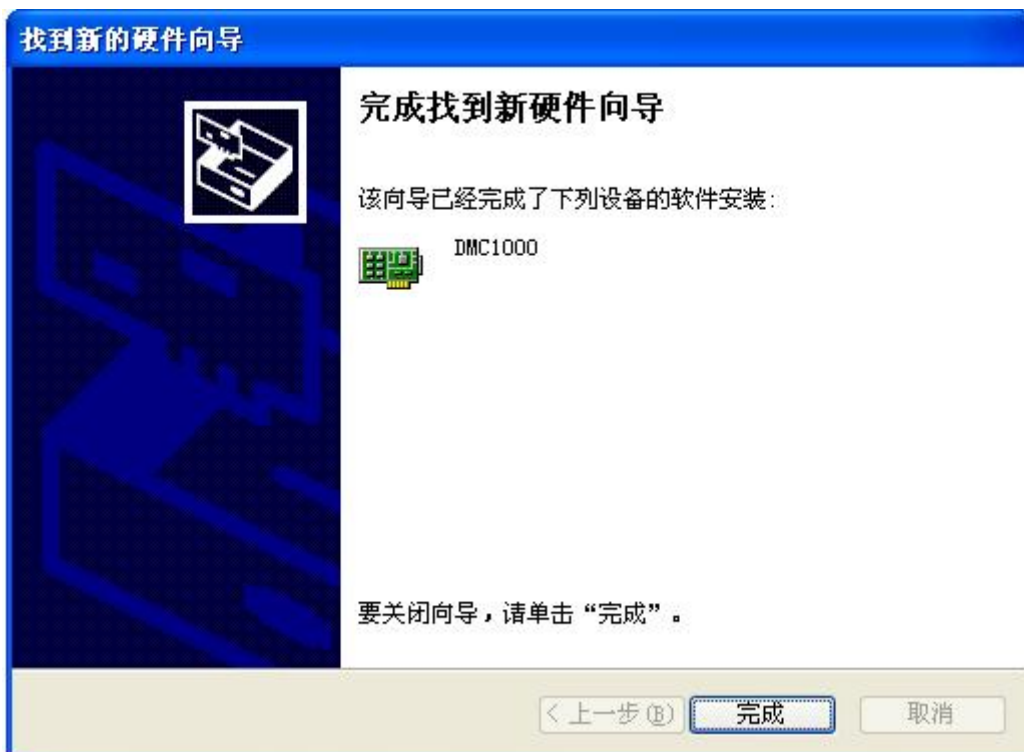 找到新的硬件向导
完成找到新硬件向导
该向导已经完成了下列设备的软件安装:
DMC1000
要关闭向导,请单击“完成”。
< 上一步(B)
完成
取消